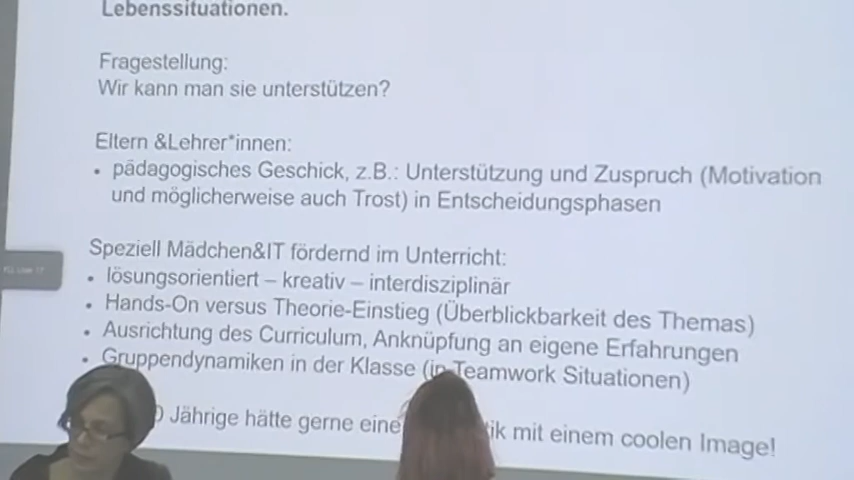 Lebenssituationen.
Fragestellung:
Wir kann man sie unterstützen?
Eltern &Lehrer*innen:
• pädagogisches Geschick, z.B.: Unterstützung und Zuspruch (Motivation
und möglicherweise auch Trost) in Entscheidungsphasen
Speziell Mädchen&IT fördernd im Unterricht:
• lösungsorientiert – kreativ – interdisziplinär
• Hands-On versus Theorie-Einstieg (Überblickbarkeit des Themas)
• Ausrichtung des Curriculum, Anknüpfung an eigene Erfahrungen
• Gruppendynamiken in der Klasse (in Teamwork Situationen)
Jährige hätte gerne eine mit einem coolen Image!